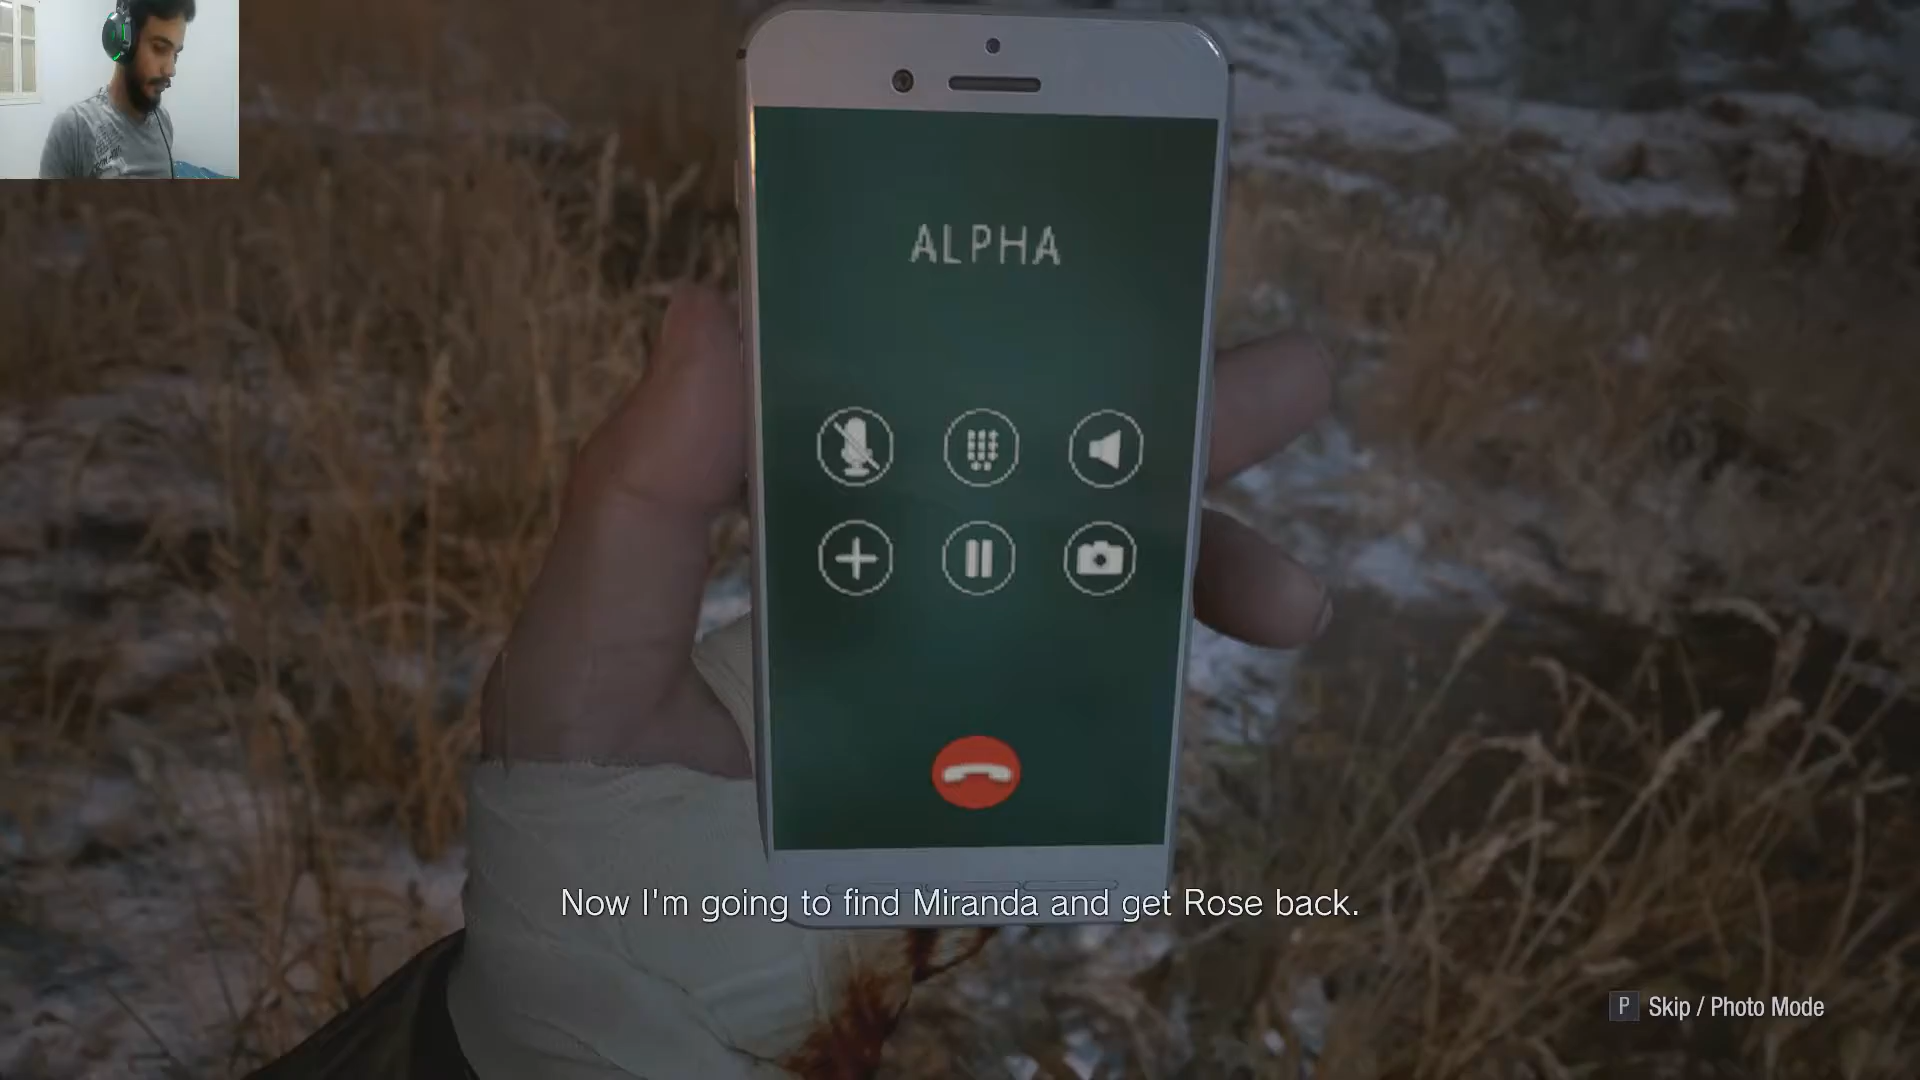 ALPHA
Now I'm going to find Miranda and get Rose back.
P Skip / Photo Mode